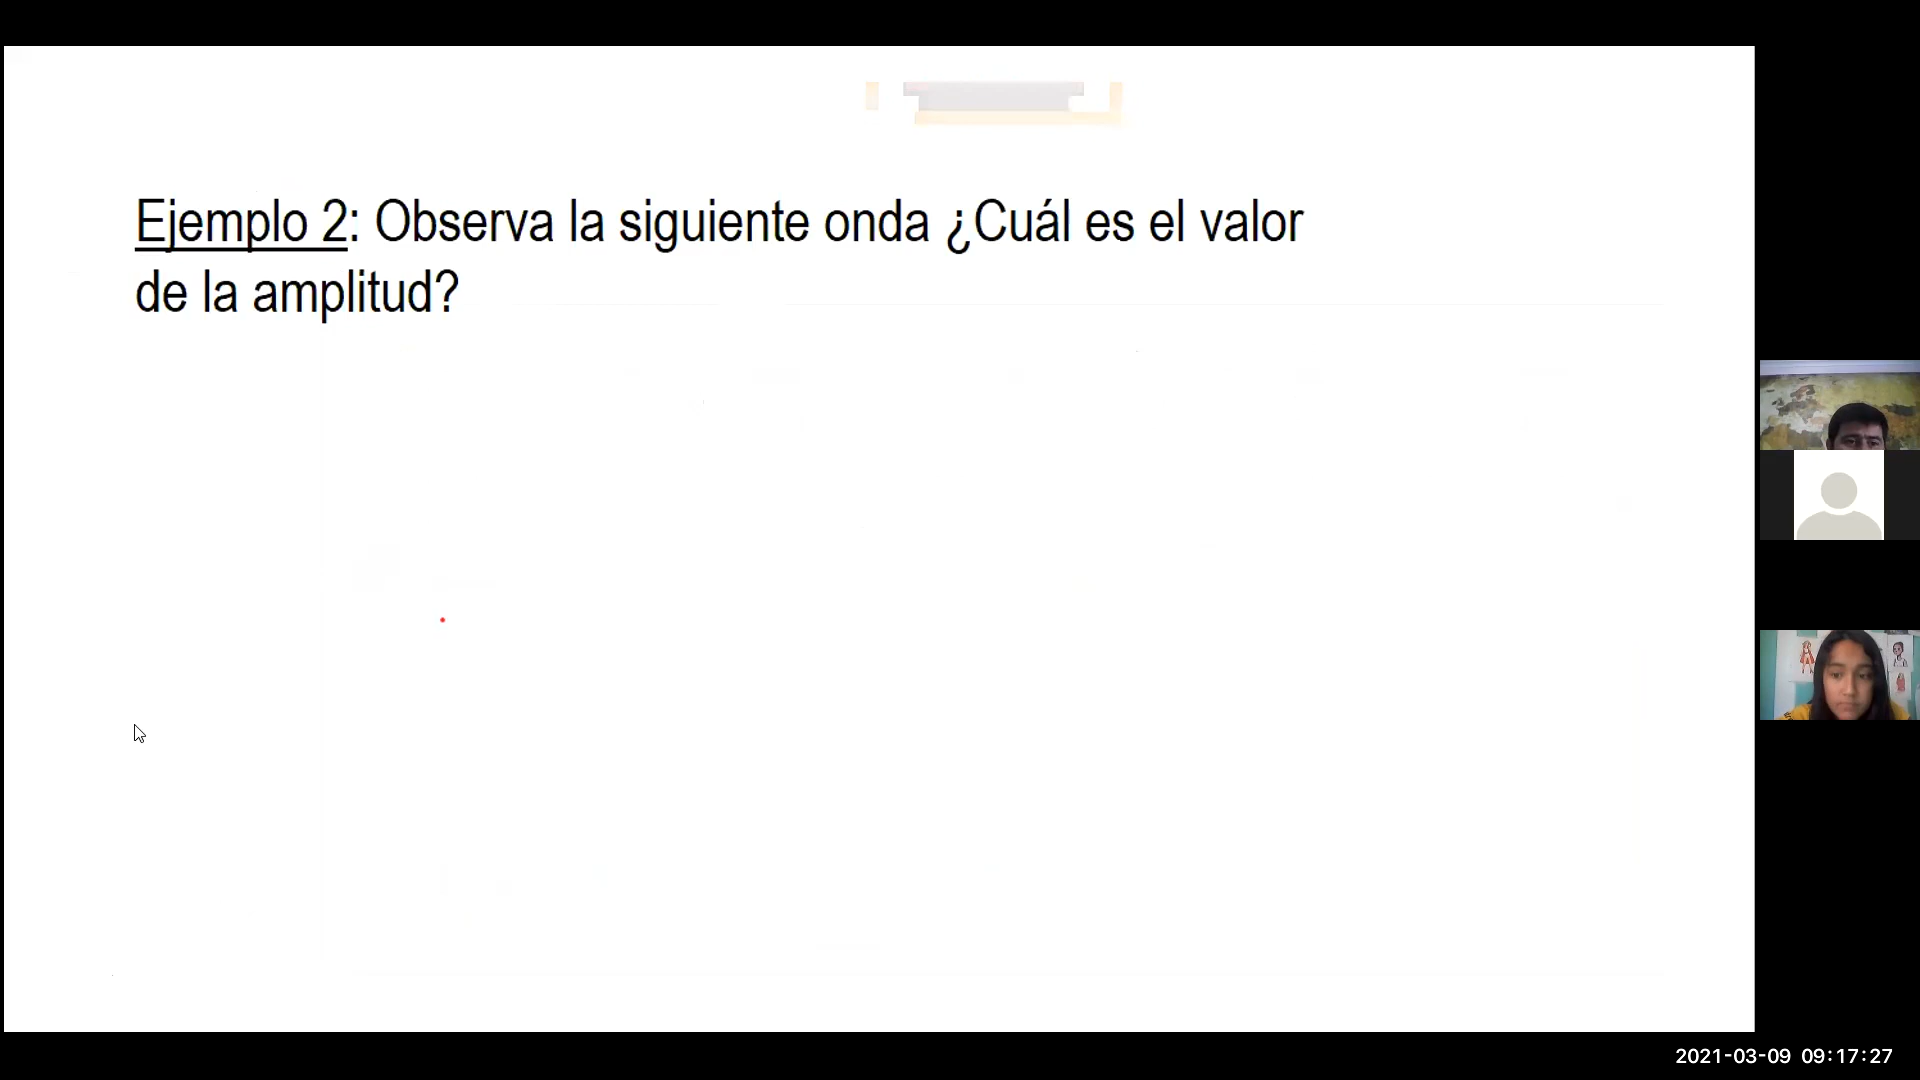 Ejemplo 2: Observa la siguiente onda ¿Cuál es el valor
de la amplitud?
2021-03-09 09:17:27